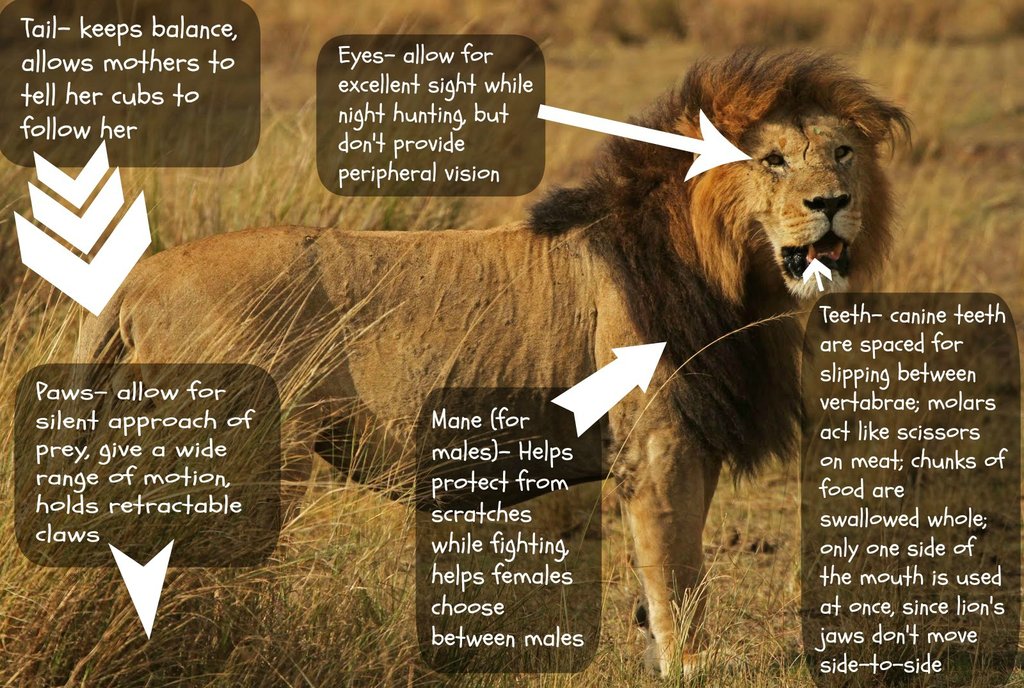 Tail- keeps balance,
allows mothers to
tell her cubs to
follow her
Eyes- allow for
excellent sight while
night hunting, but
don't provide
peripheral vision
Paws- allow for
silent approach of
prey, give a wide
range of motion,
holds retractable
claws
Mane (for
males)- Helps
protect from
scratches
while fighting,
helps females
choose
between males
Teeth- canine teeth
are spaced for
slipping between
vertabrae; molars
act like scissors
on meat; chunks of
food are
swallowed whole;
only one side of
the mouth is used
at once, since lion's
jaws don't move
side-to-side